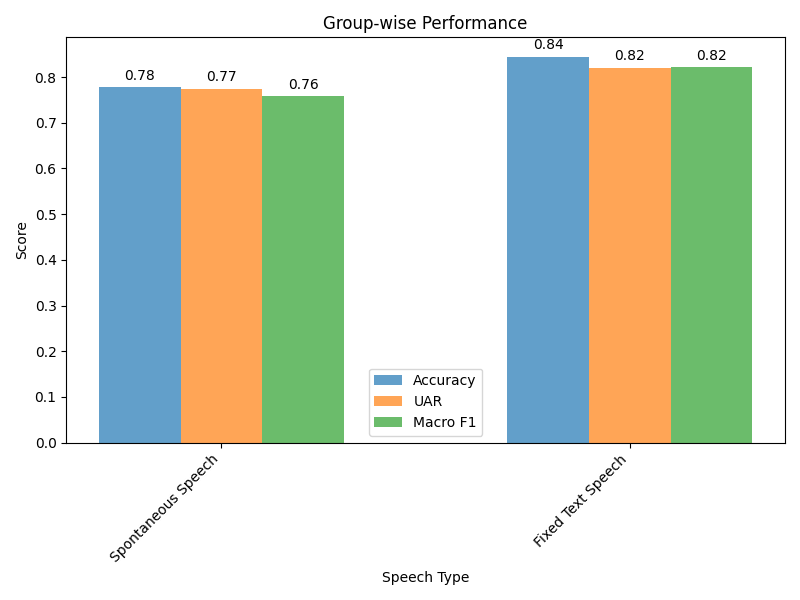 Group-wise Performance
0.78
0.77
0.76
0.84
0.82
0.82
0.8
0.7
0.6
0.5
0.4
0.3
0.2
0.1
0.0
Score
Accuracy
UAR
Macro F1
Spontaneous Speech
Fixed Text Speech
Speech Type